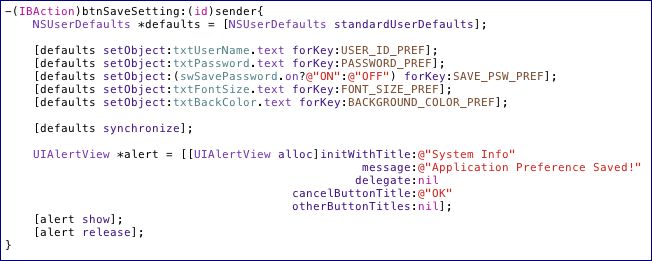 -(IBAction)btnSaveSetting:(id)sender{
    NSUserDefaults *defaults = [NSUserDefaults standardUserDefaults];

    [defaults setObject:txtUserName.text forKey:USER_ID_PREF];
    [defaults setObject:txtPassword.text forKey:PASSWORD_PREF];
    [defaults setObject:(swSavePassword.on?@"ON":@"OFF") forKey:SAVE_PSW_PREF];
    [defaults setObject:txtFontSize.text forKey:FONT_SIZE_PREF];
    [defaults setObject:txtBackColor.text forKey:BACKGROUND_COLOR_PREF];

    [defaults synchronize];

    UIAlertView *alert = [[UIAlertView alloc]initWithTitle:@"System Info"
                                                   message:@"Application Preference Saved!"
                                                  delegate:nil
                                         cancelButtonTitle:@"OK"
                                         otherButtonTitles:nil];
    [alert show];
    [alert release];
}